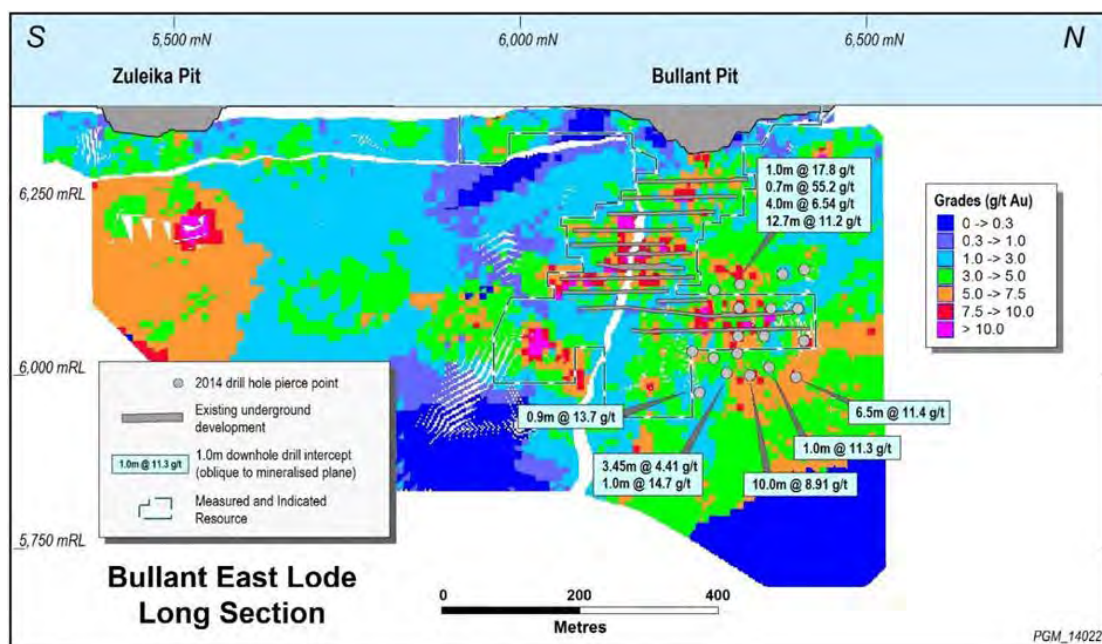 S
5,500 mN
6,000 mN
6,500 mN
N
Zuleika Pit
Bullant Pit
6,250 mRL
6,000 mRL
5,750 mRL
1.0m @ 17.8 g/t
0.7m @ 55.2 g/t
4.0m @ 6.54 g/t
12.7m @ 11.2 g/t
Grades (g/t Au)
0 -> 0.3
0.3 -> 1.0
1.0 -> 3.0
3.0 -> 5.0
5.0 -> 7.5
7.5 -> 10.0
> 10.0
2014 drill hole pierce point
Existing underground
development
1.0m @ 11.3 g/t
1.0m downhole drill intercept
(oblique to mineralised plane)
Measured and Indicated
Resource
0.9m @ 13.7 g/t
3.45m @ 4.41 g/t
1.0m @ 14.7 g/t
10.0m @ 8.91 g/t
1.0m @ 11.3 g/t
6.5m @ 11.4 g/t
Bullant East Lode
Long Section
0
200
400
Metres
PGM_14022